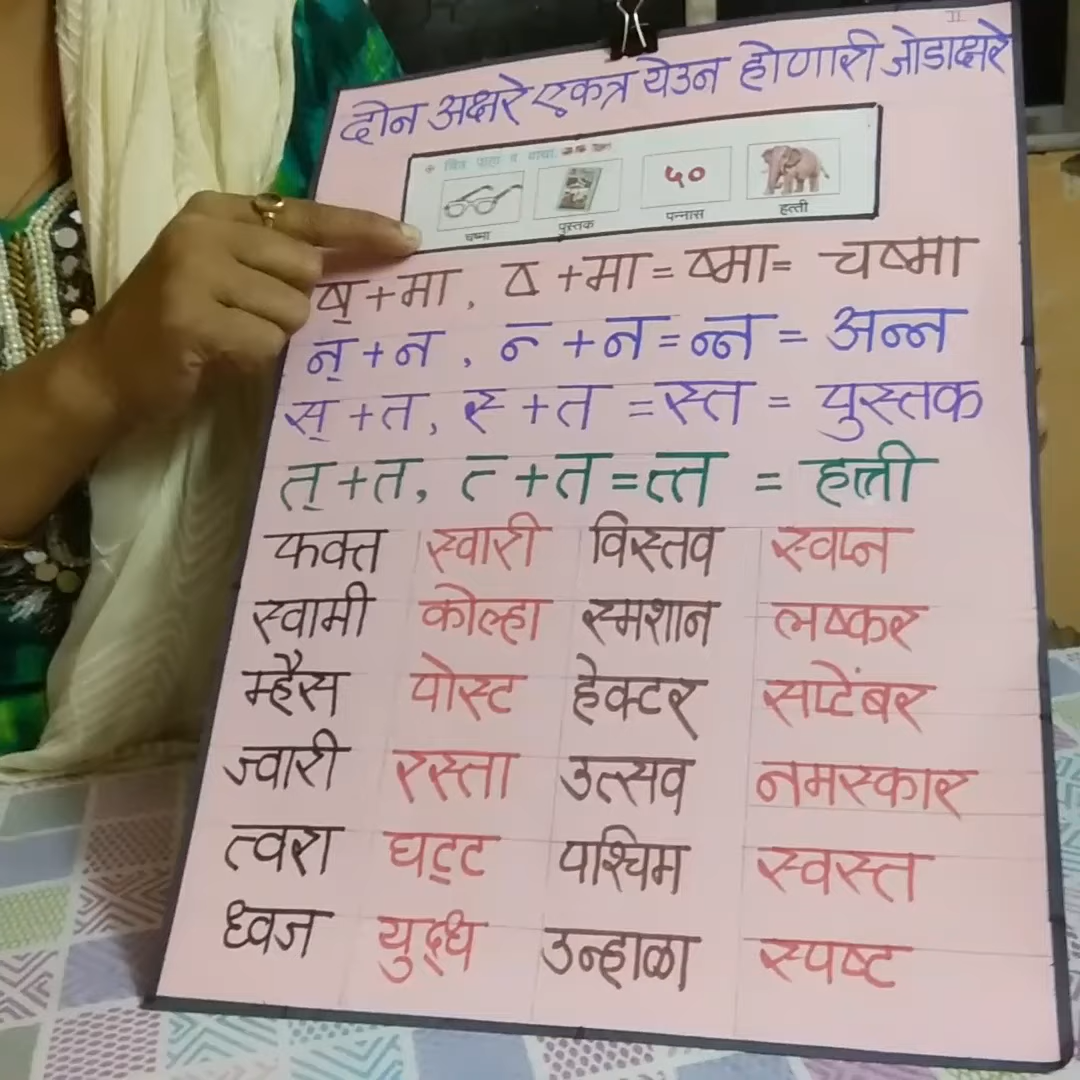 दोन अक्षरे एकत्र येउन होणारी जोडाक्षरे
चित्र पाहा व वाचा.
५०
चष्मा पुस्तक पन्नास हत्ती
ष्+मा, ष्‍ +मा = ष्मा= चष्मा
न्+न, न्‍ +न =न्न = अन्न
स्+त, स्‍ +त =स्त = पुस्तक
त्+त, त्‍ +त =त्त = हत्ती
फक्त स्वारी विस्तव स्वप्न
स्वामी कोल्हा स्मशान लष्कर
म्हैस पोस्ट हेक्टर सप्टेंबर
ज्वारी रस्ता उत्सव नमस्कार
त्वरा घट्ट पश्चिम स्वस्त
ध्वज युद्ध उन्हाळा स्पष्ट